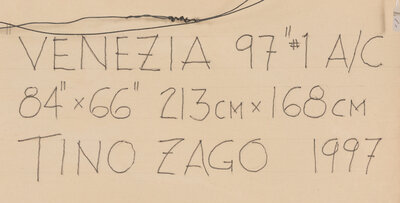 VENEZIA 97" #1 A/C
84" × 66" 213CM × 168CM
TINO ZAGO 1997